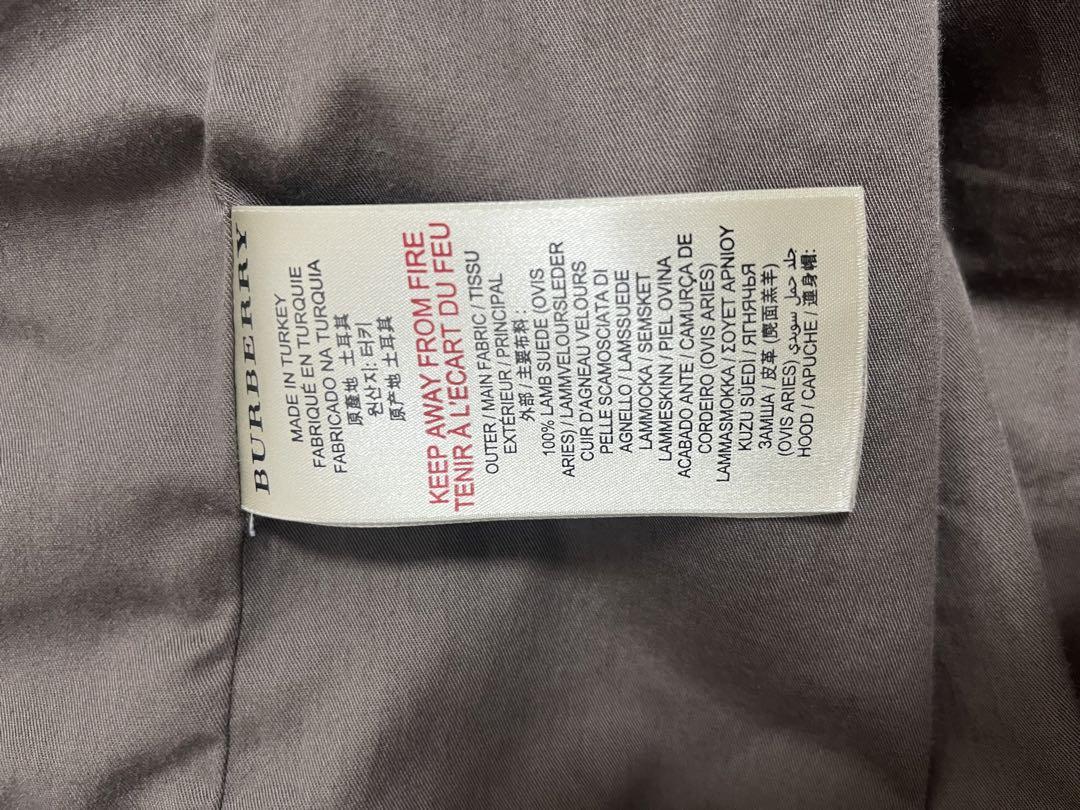 BURBERRY
MADE IN TURKEY
FABRIQUÉ EN TURQUIE
FABRICADO NA TURQUIA
原產地 土耳其
원산지: 터키
原产地 土耳其
KEEP AWAY FROM FIRE
TENIR À L'ECART DU FEU
OUTER / MAIN FABRIC / TISSU
EXTÉRIEUR / PRINCIPAL
外部 / 主要布料 :
100% LAMB SUEDE (OVIS
ARIES) / LAMMVELOURSLEDER
CUIR D'AGNEAU VELOURS
PELLE SCAMOSCIATA DI
AGNELLO / LAMSSUEDE
LAMMOCKA / SEMSKET
LAMMESKINN / PIEL OVINA
ACABADO ANTE / CAMURÇA DE
CORDEIRO (OVIS ARIES)
LAMMASMOKKA / ΣΟΥΕΤ ΑΡΝΙΟΥ
KUZU SÜEDİ / ЯГНЯЧЬЯ
ЗАМША / 皮革 (麂面羔羊)
(OVIS ARIES) جلد حمل سويدي
HOOD / CAPUCHE / 連身帽: